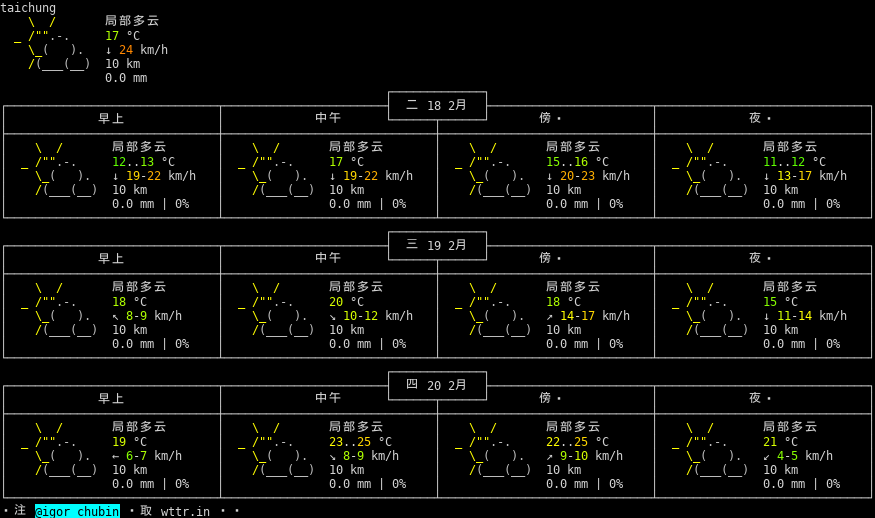 taichung
局部多云
17 °C
↓ 24 km/h
10 km
0.0 mm
二 18 2月
早上 中午 傍· 夜·
局部多云 局部多云 局部多云 局部多云
12..13 °C 17 °C 15..16 °C 11..12 °C
↓ 19-22 km/h ↓ 19-22 km/h ↓ 20-23 km/h ↓ 13-17 km/h
10 km 10 km 10 km 10 km
0.0 mm | 0% 0.0 mm | 0% 0.0 mm | 0% 0.0 mm | 0%
三 19 2月
早上 中午 傍· 夜·
局部多云 局部多云 局部多云 局部多云
18 °C 20 °C 18 °C 15 °C
↖ 8-9 km/h ↘ 10-12 km/h ↗ 14-17 km/h ↓ 11-14 km/h
10 km 10 km 10 km 10 km
0.0 mm | 0% 0.0 mm | 0% 0.0 mm | 0% 0.0 mm | 0%
四 20 2月
早上 中午 傍· 夜·
局部多云 局部多云 局部多云 局部多云
19 °C 23..25 °C 22..25 °C 21 °C
← 6-7 km/h ↘ 8-9 km/h ↗ 9-10 km/h ↙ 4-5 km/h
10 km 10 km 10 km 10 km
0.0 mm | 0% 0.0 mm | 0% 0.0 mm | 0% 0.0 mm | 0%
·注 @igor_chubin ·取 wttr.in · ·